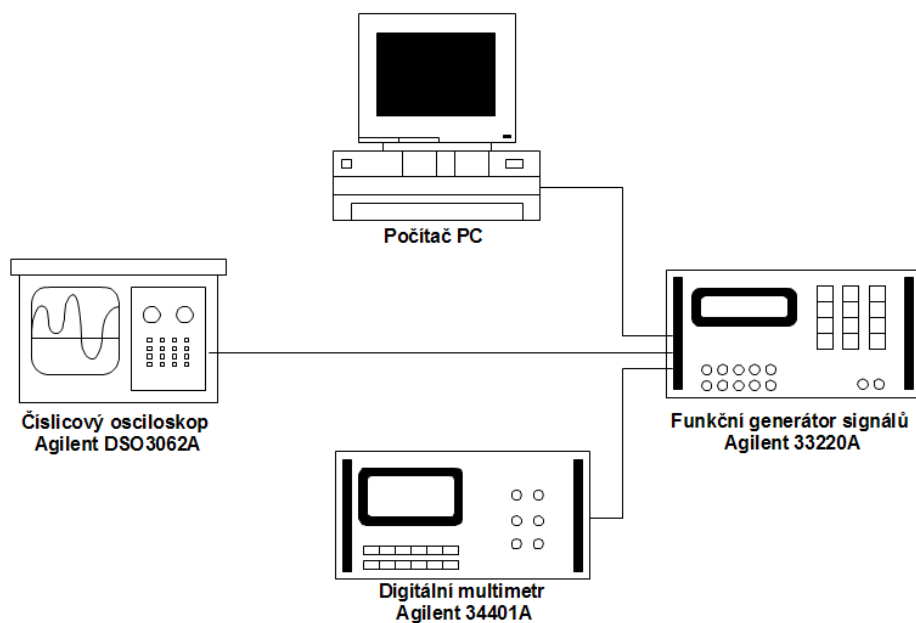 Počítač PC
Číslicový osciloskop
Agilent DSO3062A
Funkční generátor signálů
Agilent 33220A
Digitální multimetr
Agilent 34401A